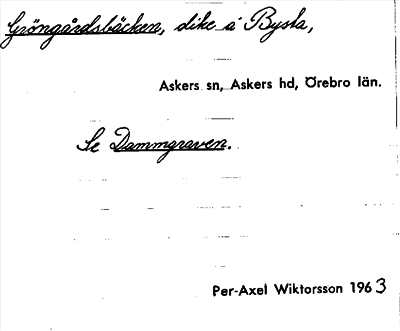 Gröngårdsbäcken, dike å Bysta,
Askers sn, Askers hd, Örebro län.
Se Dammgraven.
Per-Axel Wiktorsson 1963